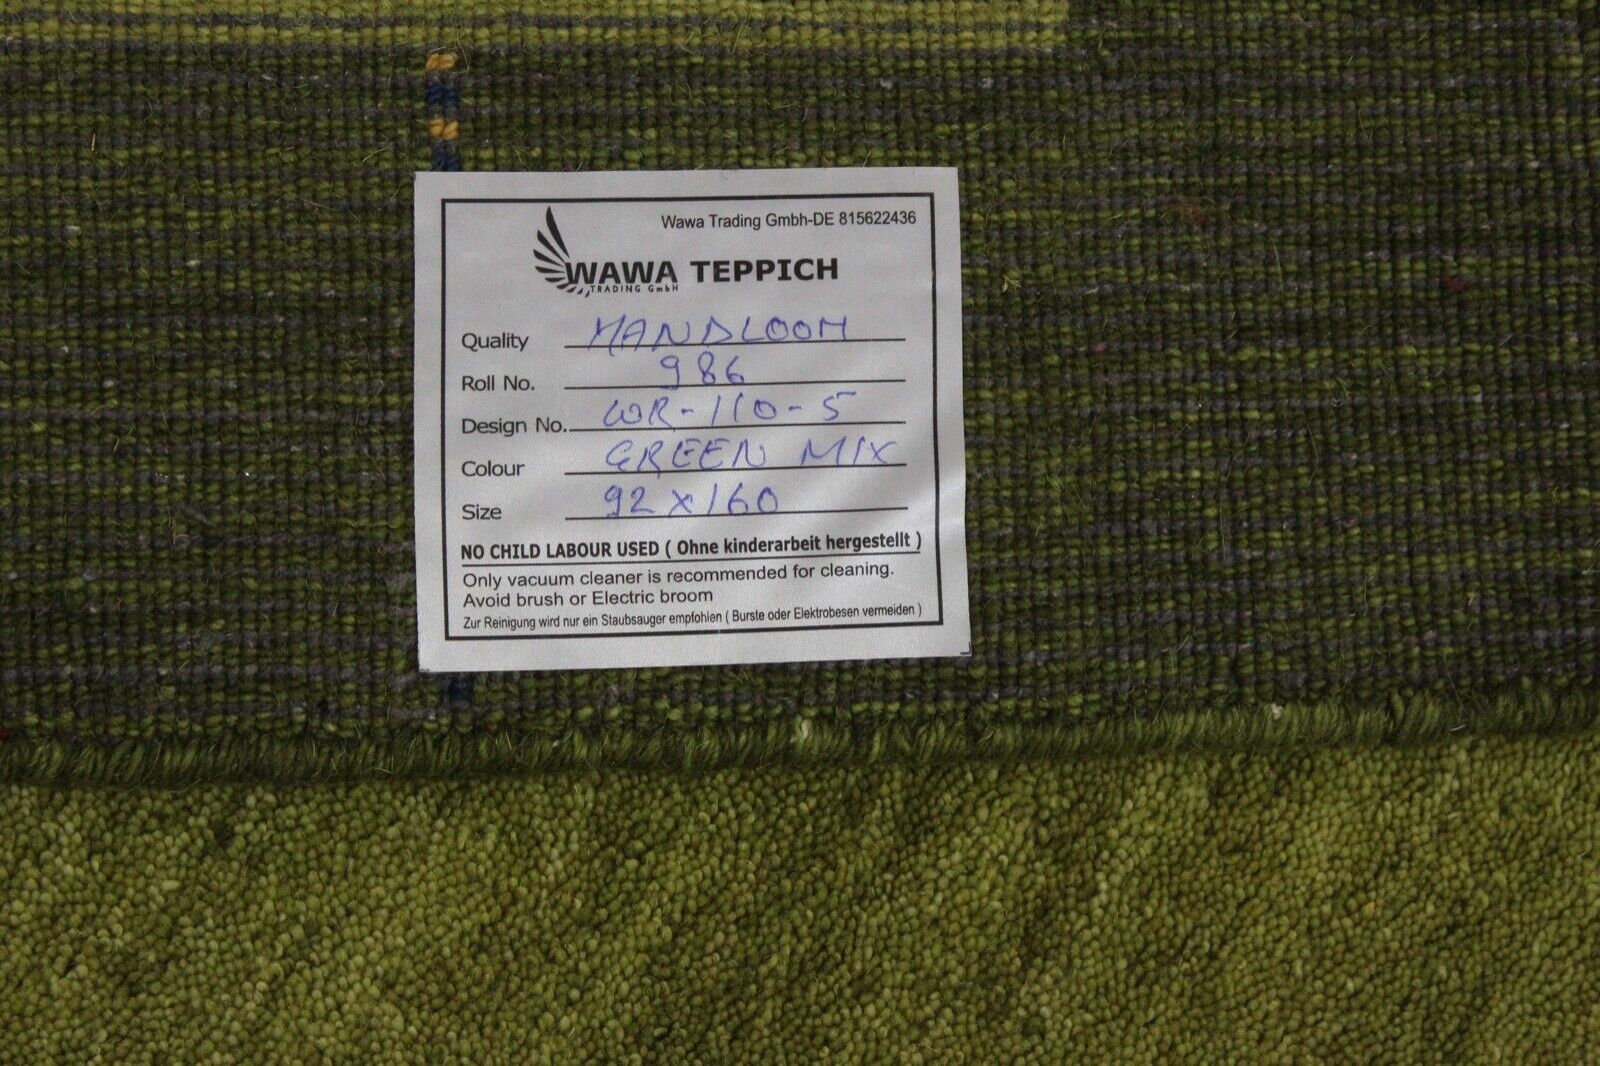 Wawa Trading Gmbh-DE 815622436
WAWA TEPPICH
TRADING GmbH
Quality HANDLOOM
Roll No. 986
Design No. WR-110-5
Colour GREEN MIX
Size 92x160
NO CHILD LABOUR USED ( Ohne kinderarbeit hergestellt )
Only vacuum cleaner is recommended for cleaning.
Avoid brush or Electric broom
Zur Reinigung wird nur ein Staubsauger empfohlen ( Burste oder Elektrobesen vermeiden )